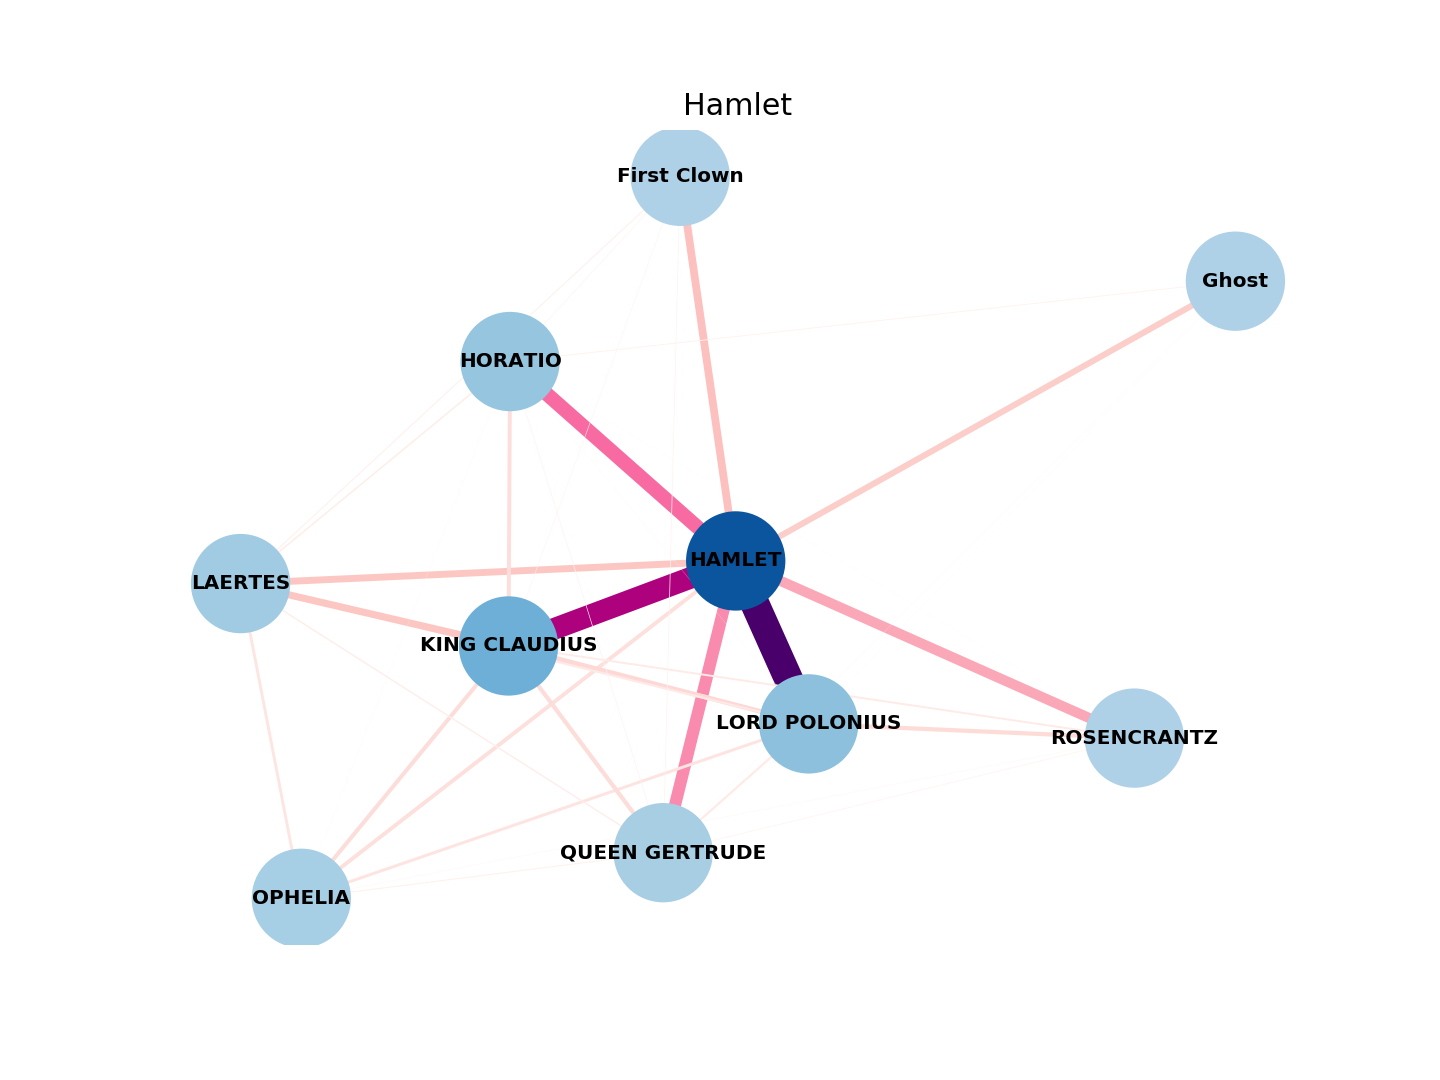 Hamlet
First Clown
Ghost
HORATIO
HAMLET
LAERTES
KING CLAUDIUS
LORD POLONIUS
ROSENCRANTZ
QUEEN GERTRUDE
OPHELIA